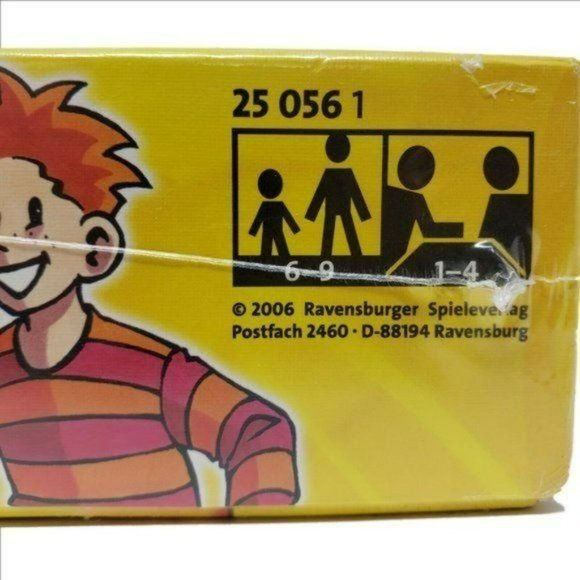 25 056 1
6–9 1–4
© 2006 Ravensburger Spieleverlag
Postfach 2460 · D-88194 Ravensburg